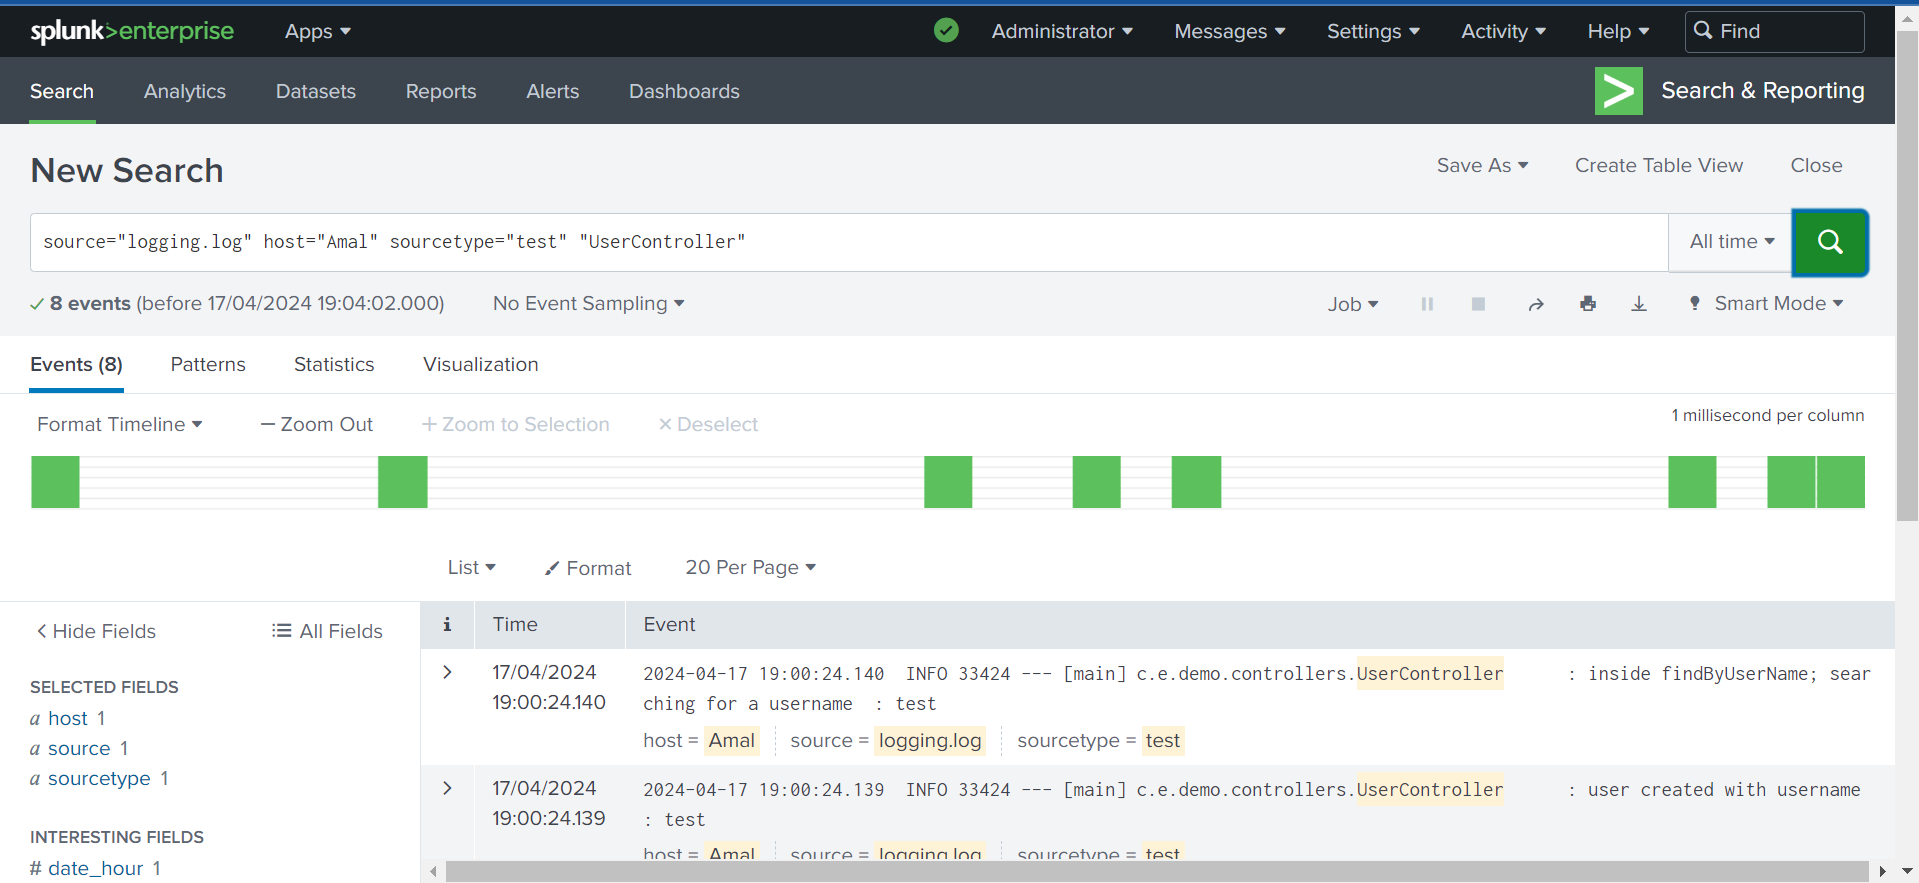 splunk>enterprise Apps Administrator Messages Settings Activity Help Find
Search Analytics Datasets Reports Alerts Dashboards > Search & Reporting
New Search Save As Create Table View Close
source="logging.log" host="Amal" sourcetype="test" "UserController" All time
8 events (before 17/04/2024 19:04:02.000) No Event Sampling Job Smart Mode
Events (8) Patterns Statistics Visualization
Format Timeline — Zoom Out + Zoom to Selection × Deselect 1 millisecond per column
List Format 20 Per Page
< Hide Fields All Fields
i Time Event
SELECTED FIELDS
a host 1
a source 1
a sourcetype 1
INTERESTING FIELDS
# date_hour 1
> 17/04/2024 2024-04-17 19:00:24.140  INFO 33424 --- [main] c.e.demo.controllers.UserController      : inside findByUserName; sear
19:00:24.140 ching for a username  : test
host = Amal source = logging.log sourcetype = test
> 17/04/2024 2024-04-17 19:00:24.139  INFO 33424 --- [main] c.e.demo.controllers.UserController      : user created with username
19:00:24.139 : test
host = Amal source = logging.log sourcetype = test